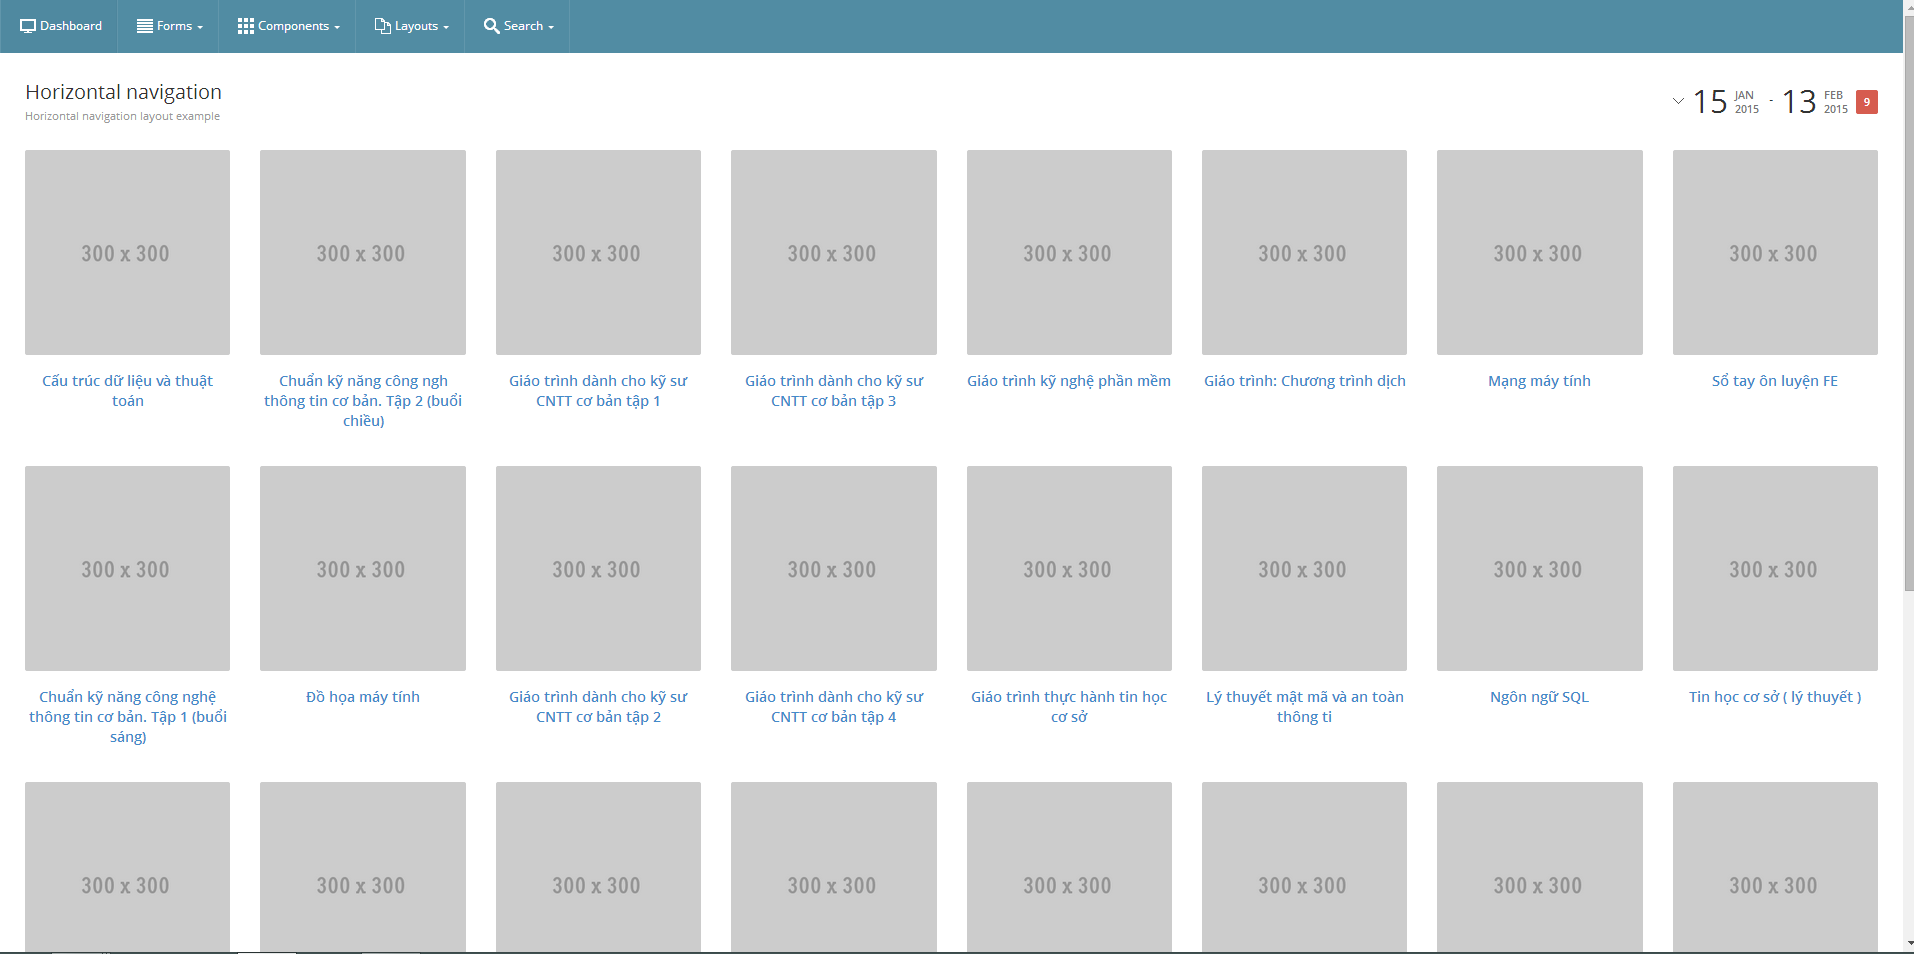 Dashboard Forms Components Layouts Search
Horizontal navigation
Horizontal navigation layout example
15 JAN 2015 - 13 FEB 2015 9
300 x 300
300 x 300
300 x 300
300 x 300
300 x 300
300 x 300
300 x 300
300 x 300
Cấu trúc dữ liệu và thuật
toán
Chuẩn kỹ năng công ngh
thông tin cơ bản. Tập 2 (buổi
chiều)
Giáo trình dành cho kỹ sư
CNTT cơ bản tập 1
Giáo trình dành cho kỹ sư
CNTT cơ bản tập 3
Giáo trình kỹ nghệ phần mềm
Giáo trình: Chương trình dịch
Mạng máy tính
Sổ tay ôn luyện FE
300 x 300
300 x 300
300 x 300
300 x 300
300 x 300
300 x 300
300 x 300
300 x 300
Chuẩn kỹ năng công nghệ
thông tin cơ bản. Tập 1 (buổi
sáng)
Đồ họa máy tính
Giáo trình dành cho kỹ sư
CNTT cơ bản tập 2
Giáo trình dành cho kỹ sư
CNTT cơ bản tập 4
Giáo trình thực hành tin học
cơ sở
Lý thuyết mật mã và an toàn
thông ti
Ngôn ngữ SQL
Tin học cơ sở ( lý thuyết )
300 x 300
300 x 300
300 x 300
300 x 300
300 x 300
300 x 300
300 x 300
300 x 300